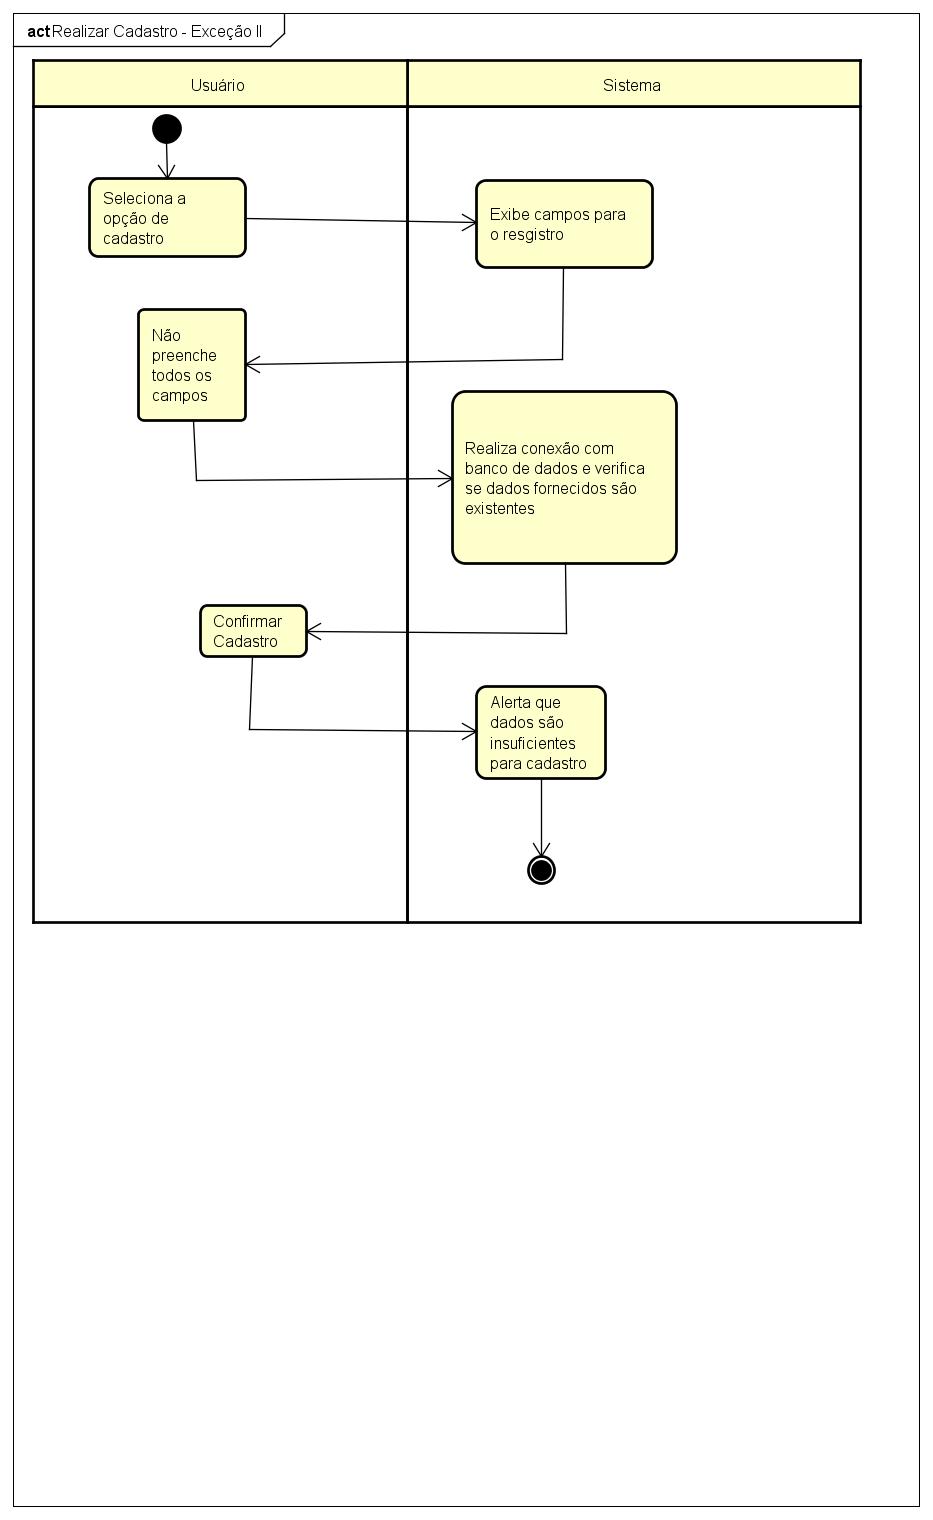 act Realizar Cadastro - Exceção II
Usuário
Sistema
Seleciona a
opção de
cadastro
Exibe campos para
o resgistro
Não
preenche
todos os
campos
Realiza conexão com
banco de dados e verifica
se dados fornecidos são
existentes
Confirmar
Cadastro
Alerta que
dados são
insuficientes
para cadastro